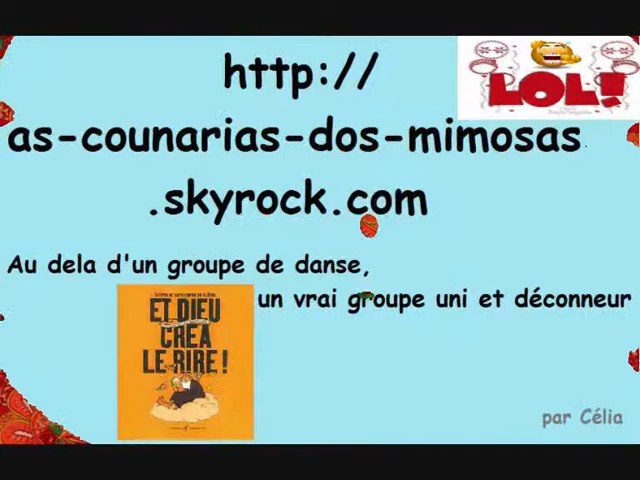 http://
LOL!
as-counarias-dos-mimosas
.skyrock.com
Au dela d'un groupe de danse,
un vrai groupe uni et déconneur
ET DIEU
CRÉA
LE RIRE !
par Célia